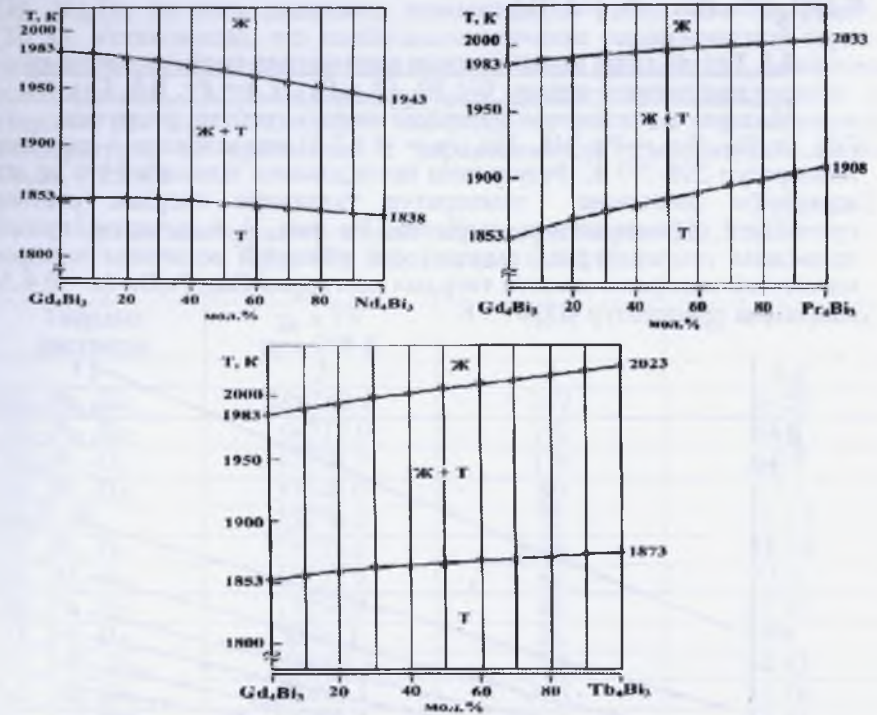 Т, К
Ж
2000
1983
1950
1943
Ж + Т
1900
1853
1838
Т
1800
Gd₄Bi₃ 20 40 60 80 Nd₄Bi₃
мол.%
Т, К
Ж
2033
2000
1983
1950
Ж + Т
1908
1900
1853
Т
Gd₄Bi₃ 20 40 60 80 Pr₄Bi₃
мол.%
Т, К
Ж
2023
2000
1983
1950
Ж + Т
1900
1873
1853
Т
1800
Gd₄Bi₃ 20 40 60 80 Tb₄Bi₃
мол.%